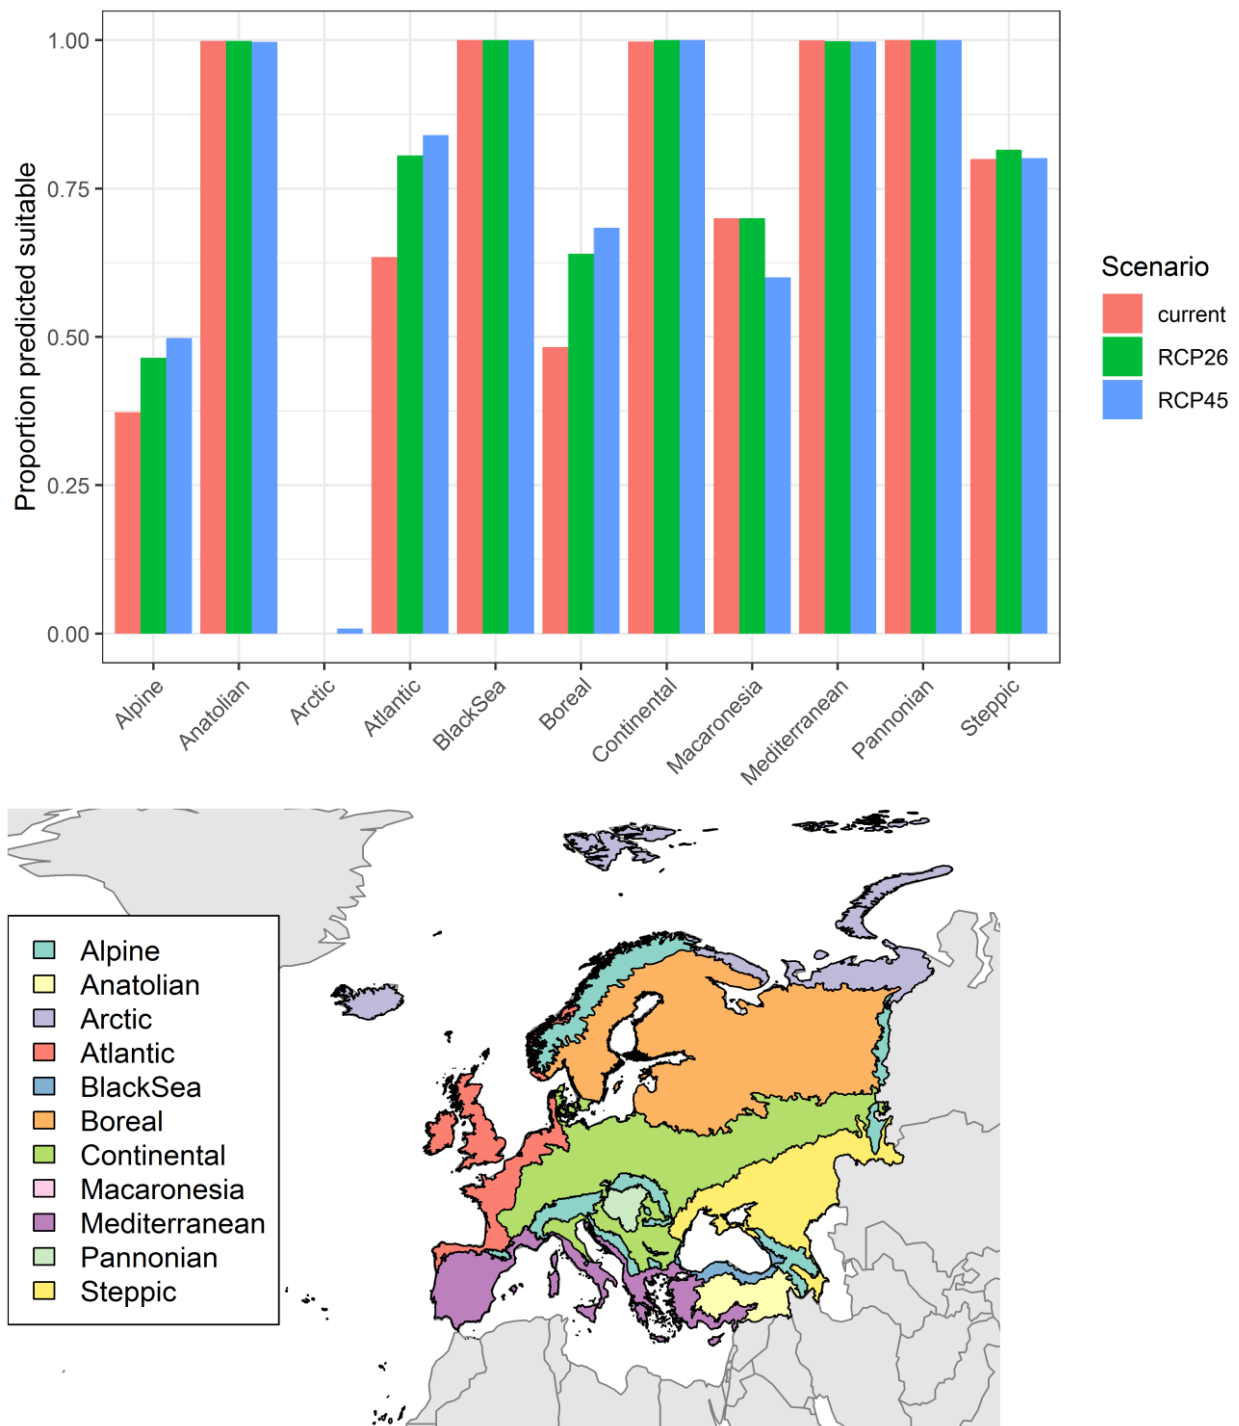 Proportion predicted suitable
1.00
0.75
0.50
0.25
0.00
Alpine
Anatolian
Arctic
Atlantic
BlackSea
Boreal
Continental
Macaronesia
Mediterranean
Pannonian
Steppic
Scenario
current
RCP26
RCP45
Alpine
Anatolian
Arctic
Atlantic
BlackSea
Boreal
Continental
Macaronesia
Mediterranean
Pannonian
Steppic